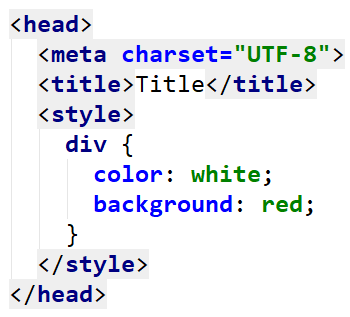 <head>
  <meta charset="UTF-8">
  <title>Title</title>
  <style>
    div {
      color: white;
      background: red;
    }
  </style>
</head>